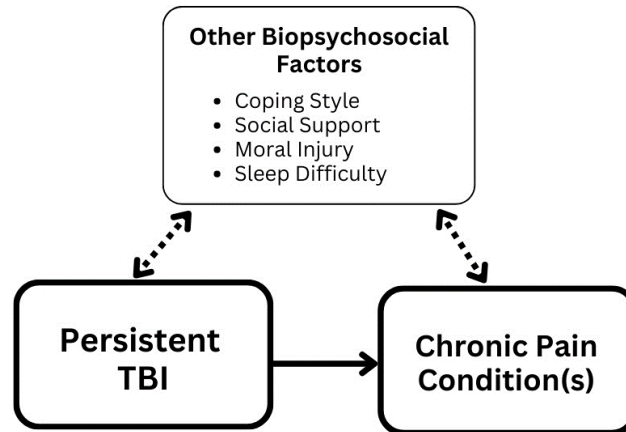 Other Biopsychosocial
Factors
• Coping Style
• Social Support
• Moral Injury
• Sleep Difficulty
Persistent
TBI
Chronic Pain
Condition(s)